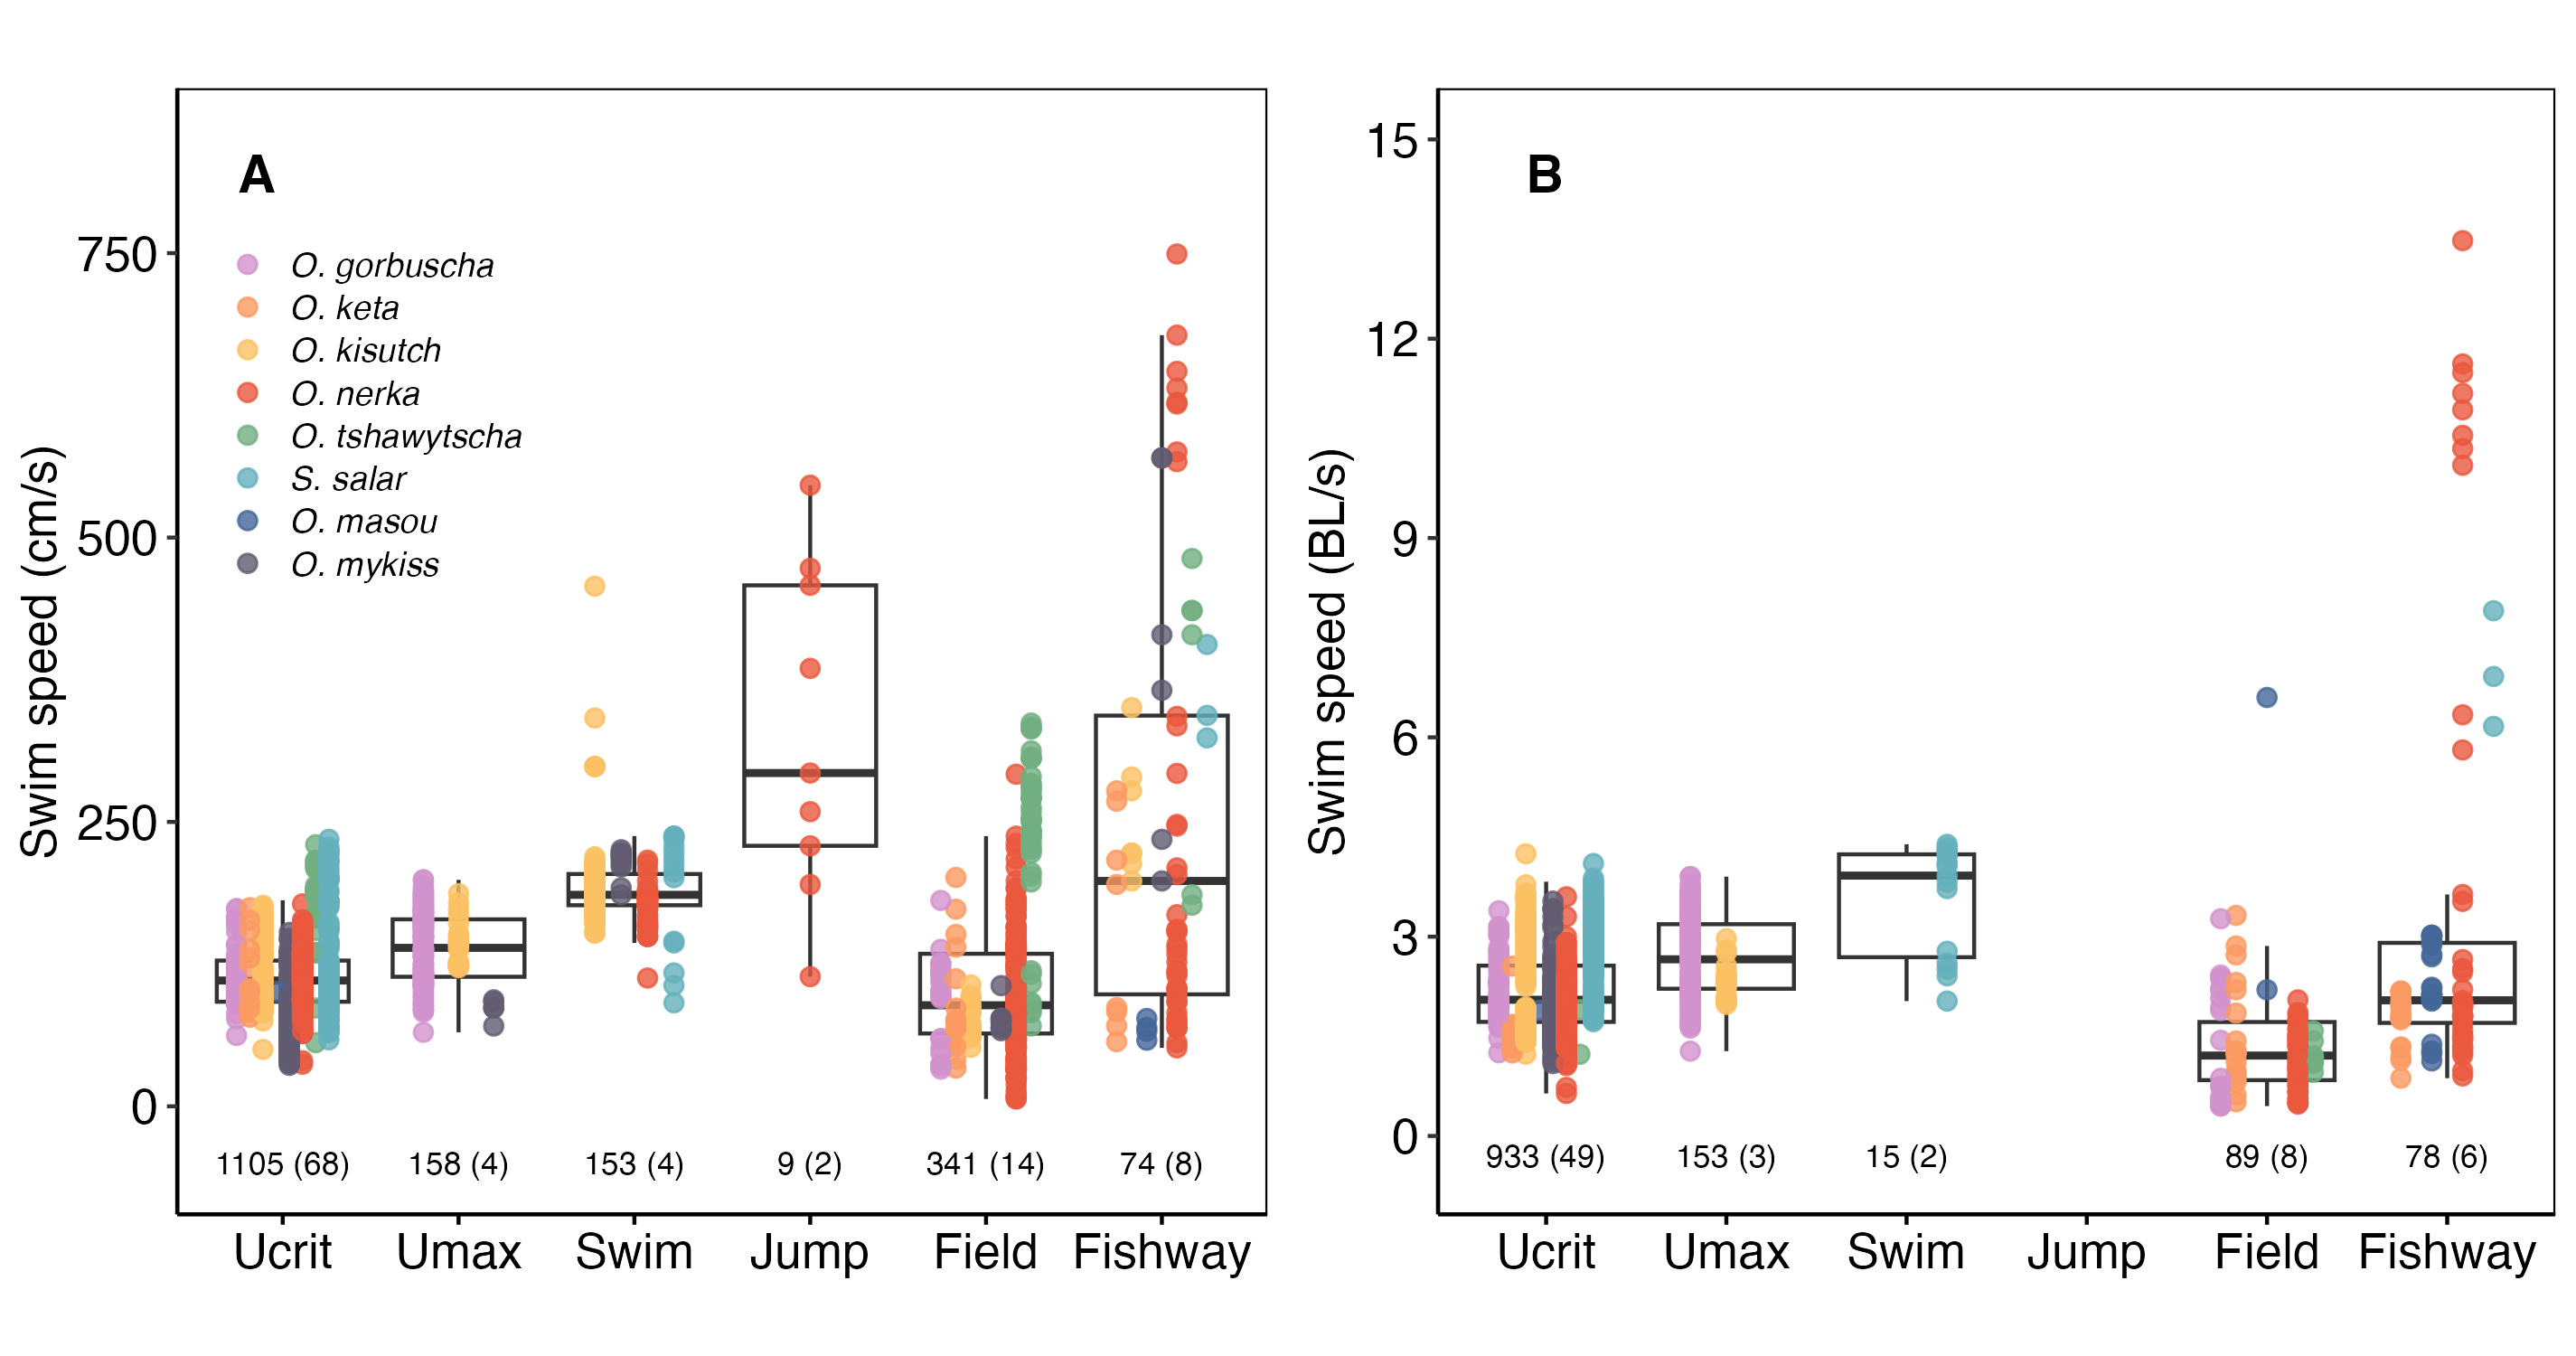 A
B
Swim speed (cm/s)
750
500
250
0
O. gorbuscha
O. keta
O. kisutch
O. nerka
O. tshawytscha
S. salar
O. masou
O. mykiss
1105 (68) 158 (4) 153 (4) 9 (2) 341 (14) 74 (8)
Ucrit Umax Swim Jump Field Fishway
Swim speed (BL/s)
15
12
9
6
3
0
933 (49) 153 (3) 15 (2) 89 (8) 78 (6)
Ucrit Umax Swim Jump Field Fishway